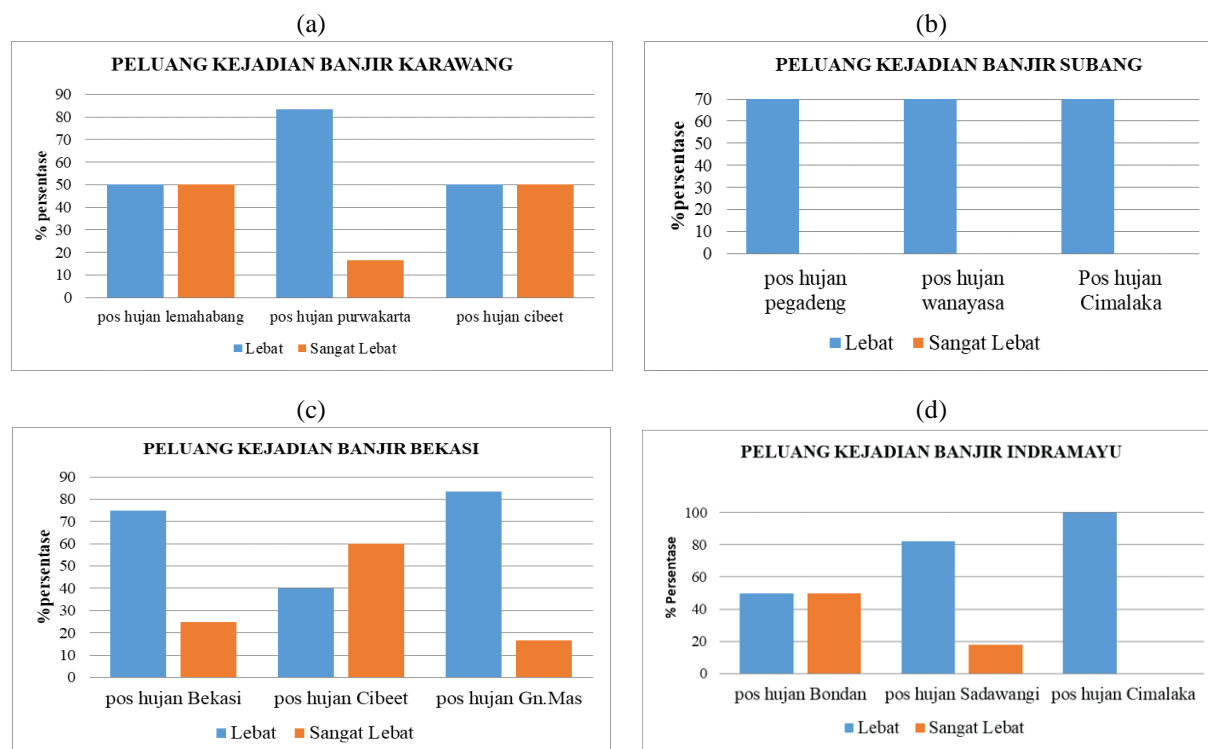 (a)
PELUANG KEJADIAN BANJIR KARAWANG
% persentase
90
80
70
60
50
40
30
20
10
0
pos hujan lemahabang pos hujan purwakarta pos hujan cibeet
Lebat Sangat Lebat
(b)
PELUANG KEJADIAN BANJIR SUBANG
%persentase
70
60
50
40
30
20
10
0
pos hujan pegadeng
pos hujan wanayasa
Pos hujan Cimalaka
Lebat Sangat Lebat
(c)
PELUANG KEJADIAN BANJIR BEKASI
%persentase
90
80
70
60
50
40
30
20
10
0
pos hujan Bekasi pos hujan Cibeet pos hujan Gn.Mas
Lebat Sangat Lebat
(d)
PELUANG KEJADIAN BANJIR INDRAMAYU
% Persentase
100
80
60
40
20
0
pos hujan Bondan pos hujan Sadawangi pos hujan Cimalaka
Lebat Sangat Lebat